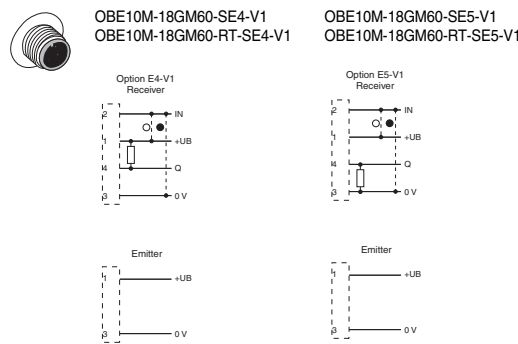 OBE10M-18GM60-SE4-V1
OBE10M-18GM60-RT-SE4-V1
OBE10M-18GM60-SE5-V1
OBE10M-18GM60-RT-SE5-V1
Option E4-V1
Receiver
2 IN
1 +UB
4 Q
3 0 V
Emitter
1 +UB
3 0 V
Option E5-V1
Receiver
2 IN
1 +UB
4 Q
3 0 V
Emitter
1 +UB
3 0 V